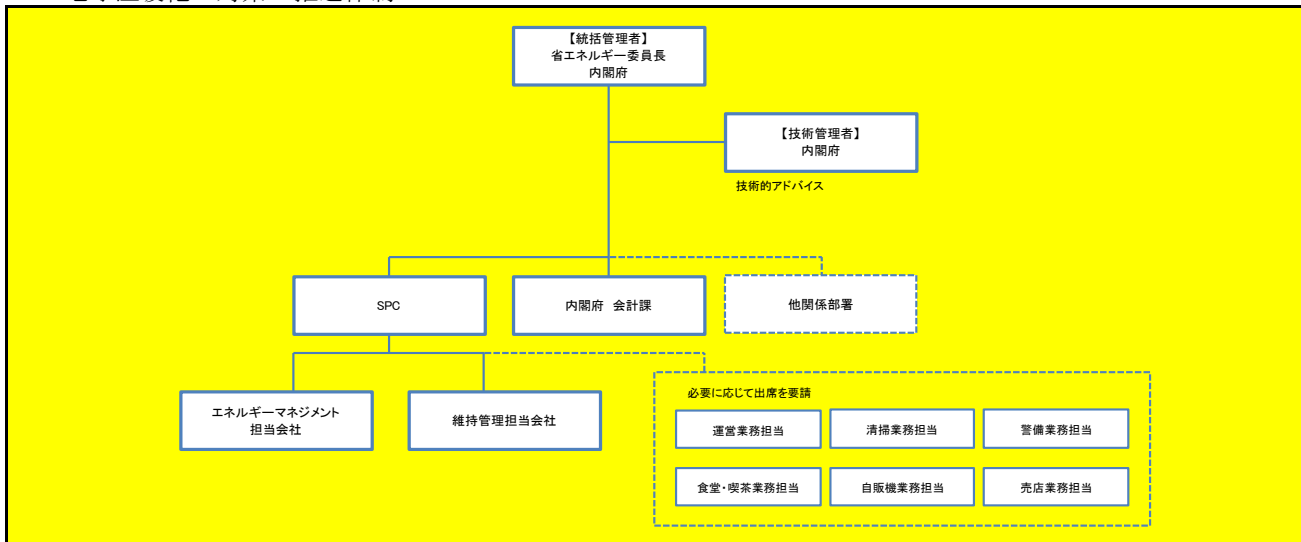 【統括管理者】
省エネルギー委員長
内閣府
【技術管理者】
内閣府
技術的アドバイス
SPC
内閣府 会計課
他関係部署
エネルギーマネジメント
担当会社
維持管理担当会社
必要に応じて出席を要請
運営業務担当
清掃業務担当
警備業務担当
食堂・喫茶業務担当
自販機業務担当
売店業務担当